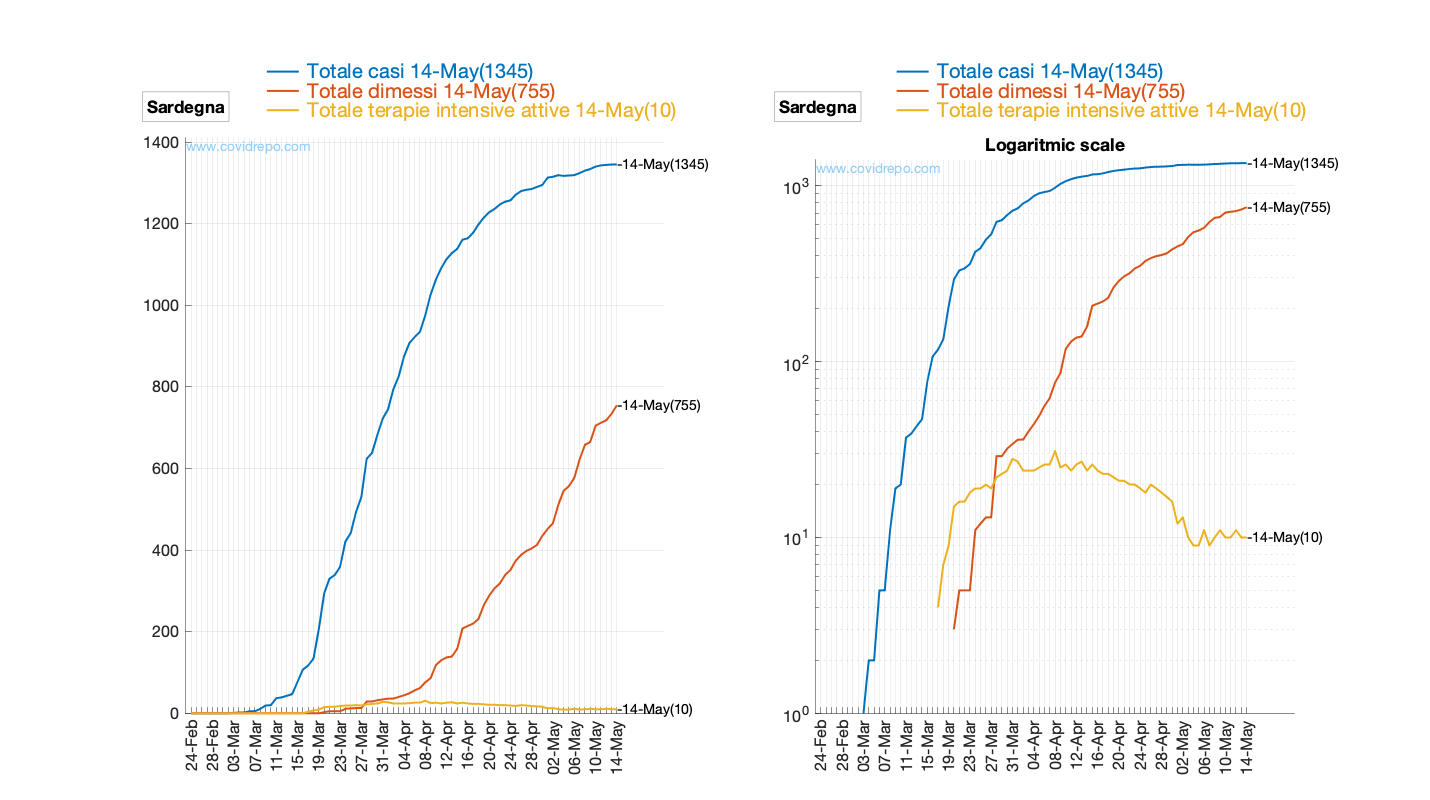 Totale casi 14-May(1345)
Totale dimessi 14-May(755)
Totale terapie intensive attive 14-May(10)
Sardegna
www.covidrepo.com
1400
1200
1000
800
600
400
200
0
-14-May(1345)
-14-May(755)
-14-May(10)
24-Feb
28-Feb
03-Mar
07-Mar
11-Mar
15-Mar
19-Mar
23-Mar
27-Mar
31-Mar
04-Apr
08-Apr
12-Apr
16-Apr
20-Apr
24-Apr
28-Apr
02-May
06-May
10-May
14-May
Totale casi 14-May(1345)
Totale dimessi 14-May(755)
Totale terapie intensive attive 14-May(10)
Sardegna
Logaritmic scale
www.covidrepo.com
10³
10²
10¹
10⁰
-14-May(1345)
-14-May(755)
-14-May(10)
24-Feb
28-Feb
03-Mar
07-Mar
11-Mar
15-Mar
19-Mar
23-Mar
27-Mar
31-Mar
04-Apr
08-Apr
12-Apr
16-Apr
20-Apr
24-Apr
28-Apr
02-May
06-May
10-May
14-May